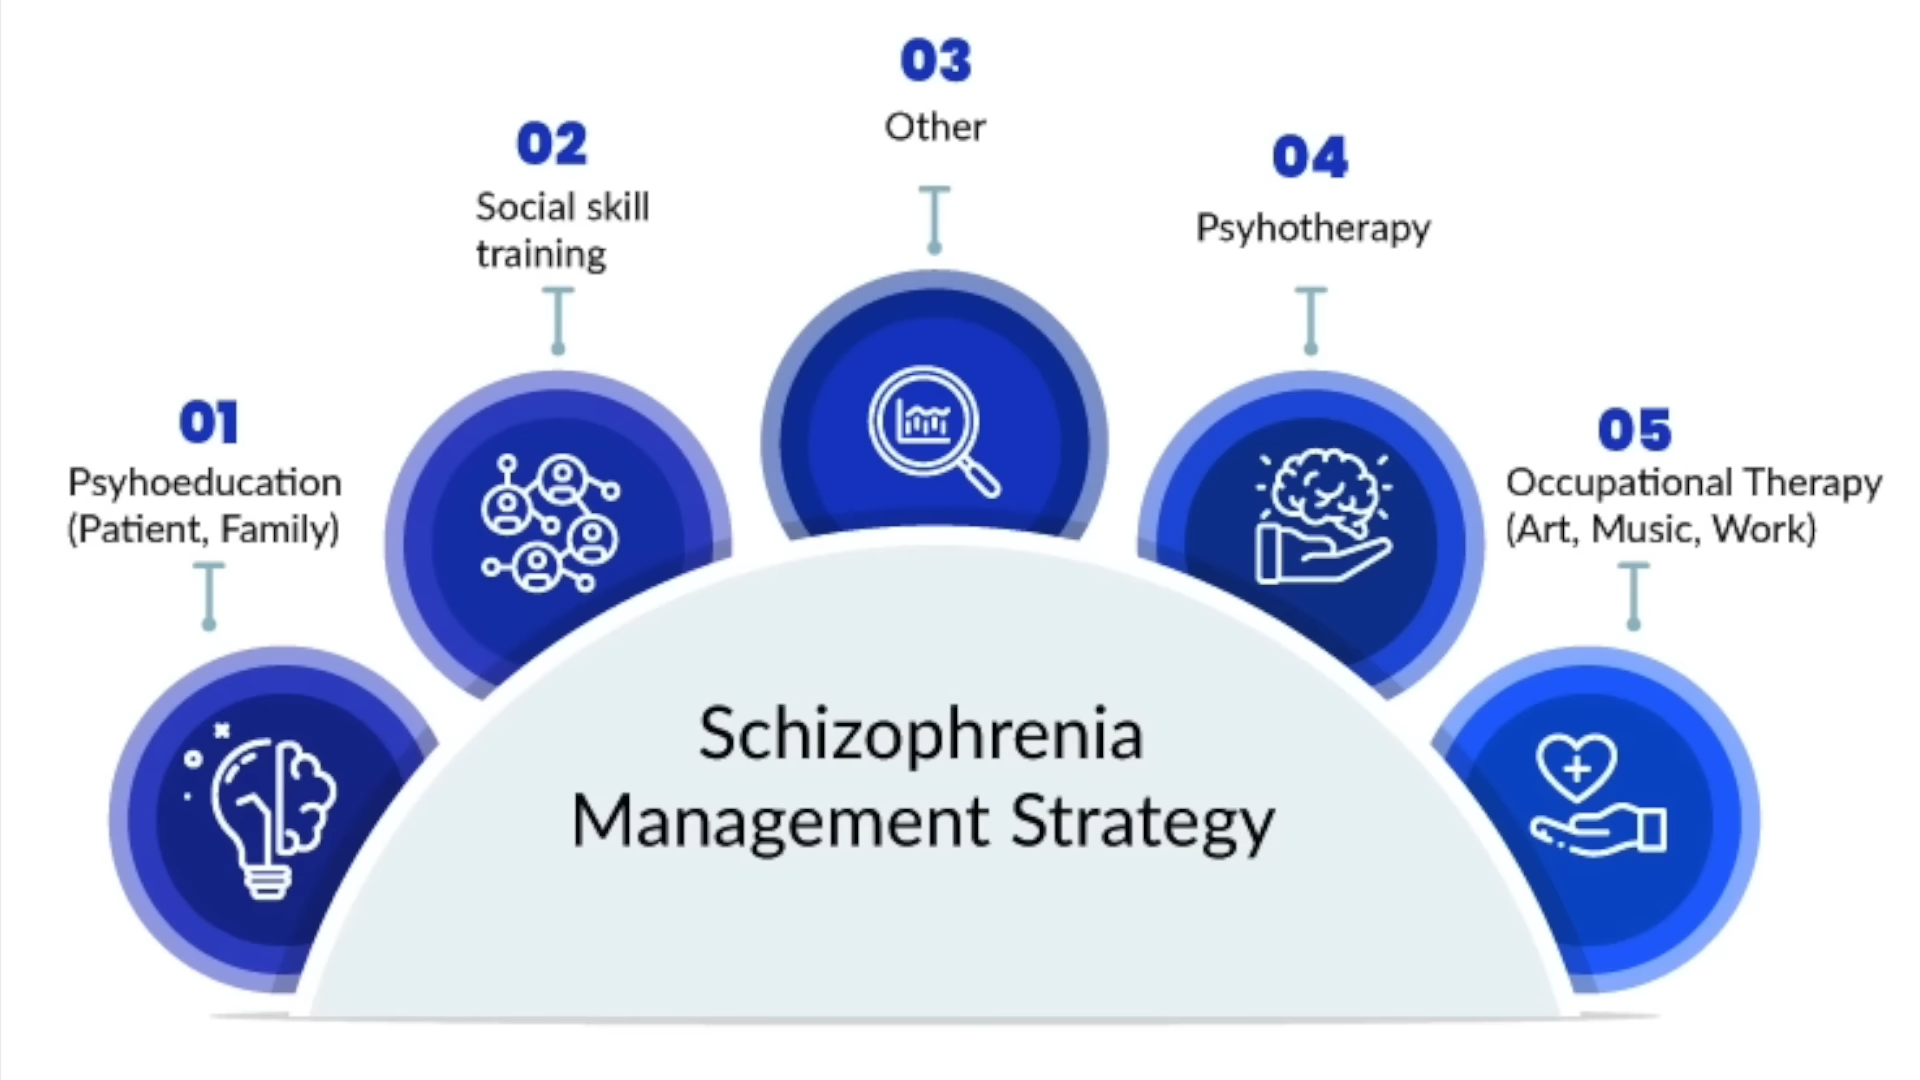 01
Psyhoeducation
(Patient, Family)
02
Social skill
training
03
Other
04
Psyhotherapy
05
Occupational Therapy
(Art, Music, Work)
Schizophrenia
Management Strategy